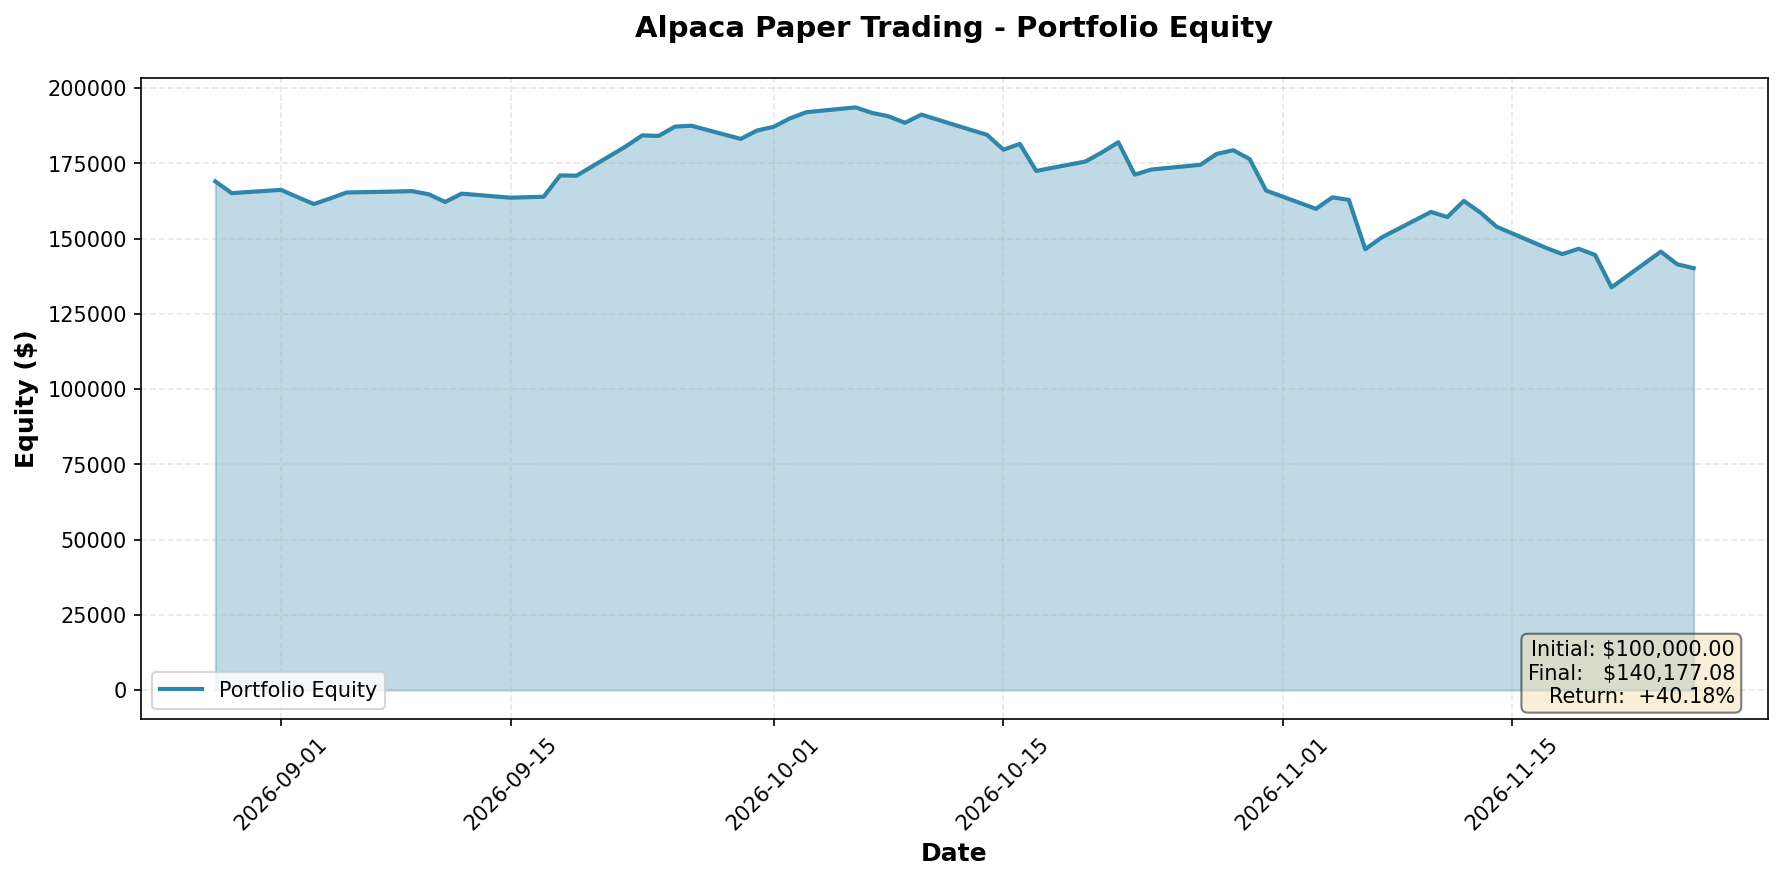 Alpaca Paper Trading - Portfolio Equity
Equity ($)
200000
175000
150000
125000
100000
75000
50000
25000
0
Portfolio Equity
Initial: $100,000.00
Final: $140,177.08
Return: +40.18%
2026-09-01
2026-09-15
2026-10-01
2026-10-15
2026-11-01
2026-11-15
Date